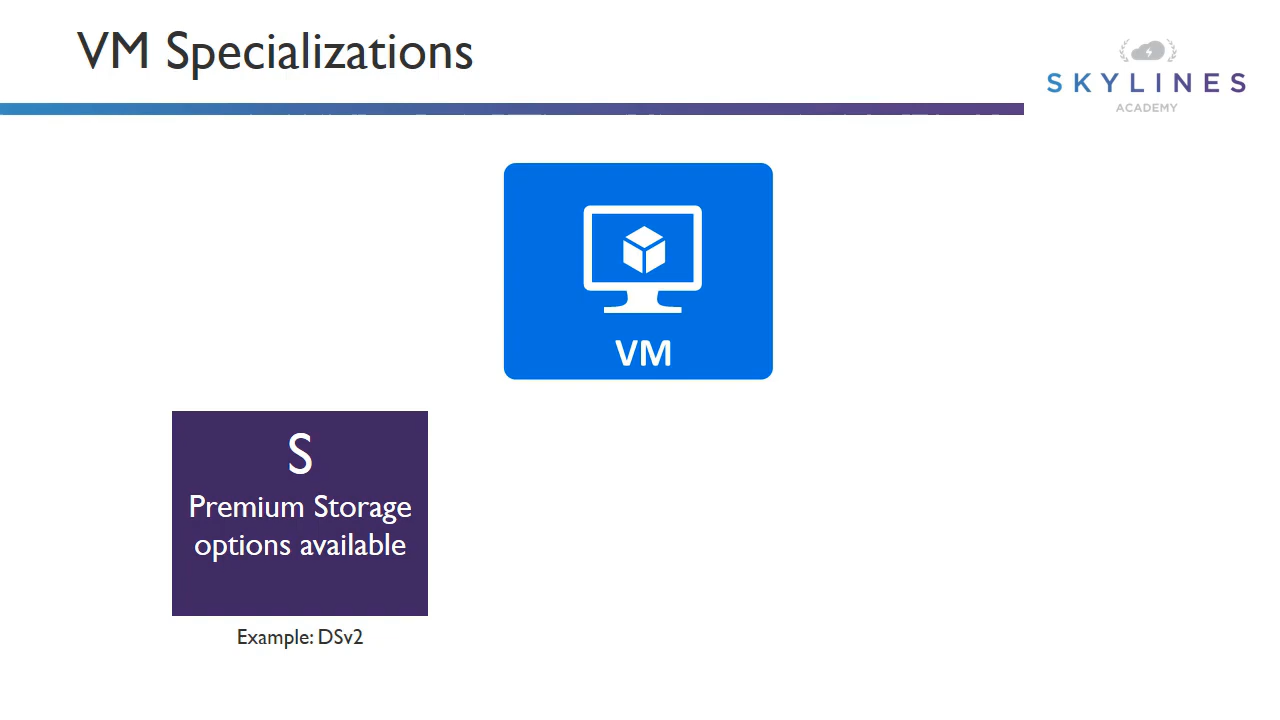 VM Specializations
SKYLINES
ACADEMY
VM
S
Premium Storage
options available
Example: DSv2